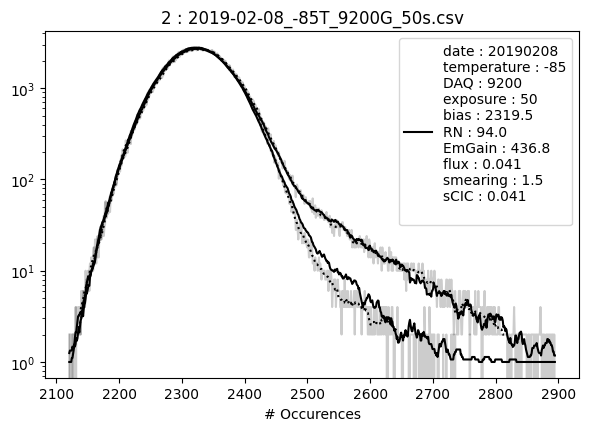 2 : 2019-02-08_-85T_9200G_50s.csv
date : 20190208
temperature : -85
DAQ : 9200
exposure : 50
bias : 2319.5
RN : 94.0
EmGain : 436.8
flux : 0.041
smearing : 1.5
sCIC : 0.041
10³
10²
10¹
10⁰
2100 2200 2300 2400 2500 2600 2700 2800 2900
# Occurences